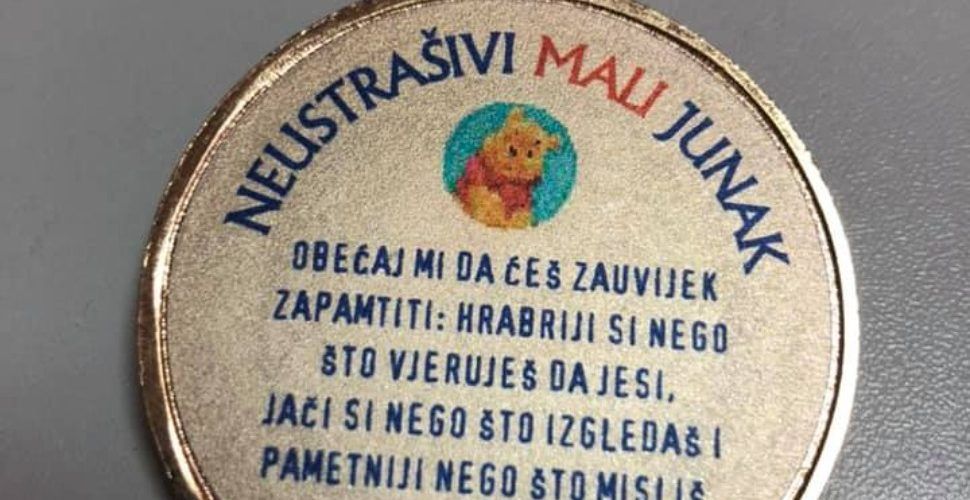 NEUSTRAŠIVI MALI JUNAK
OBEĆAJ MI DA ĆEŠ ZAUVIJEK
ZAPAMTITI: HRABRIJI SI NEGO
ŠTO VJERUJEŠ DA JESI,
JAČI SI NEGO ŠTO IZGLEDAŠ I
PAMETNIJI NEGO ŠTO MISLIŠ